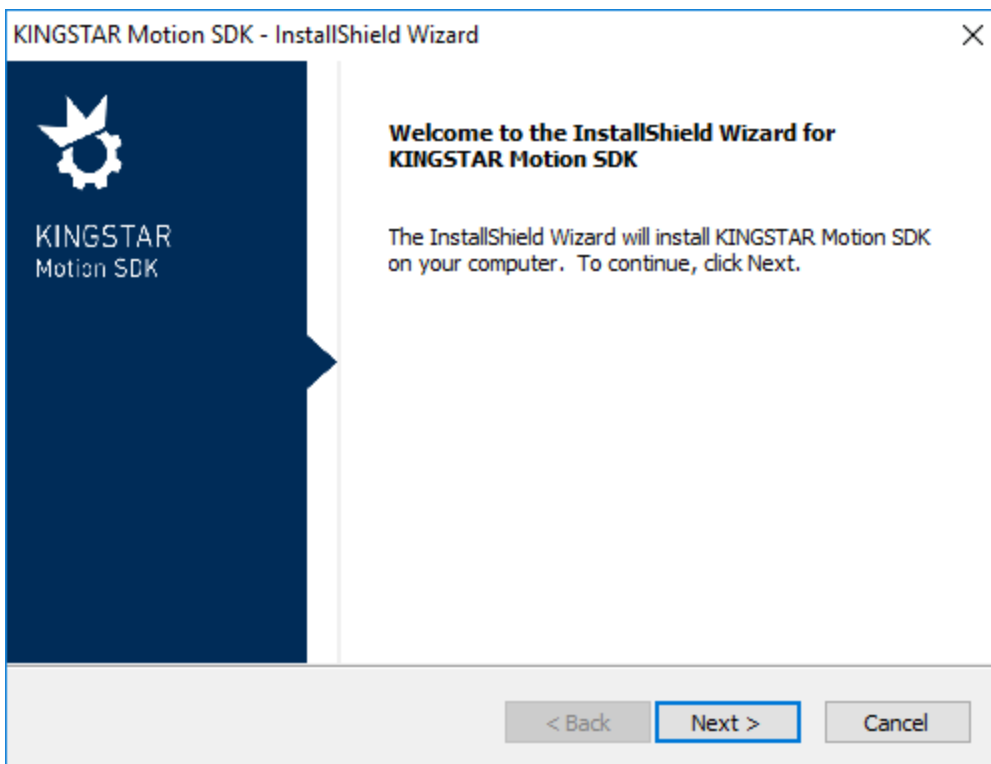 KINGSTAR Motion SDK - InstallShield Wizard
KINGSTAR
Motion SDK
Welcome to the InstallShield Wizard for
KINGSTAR Motion SDK
The InstallShield Wizard will install KINGSTAR Motion SDK
on your computer.  To continue, click Next.
< Back
Next >
Cancel